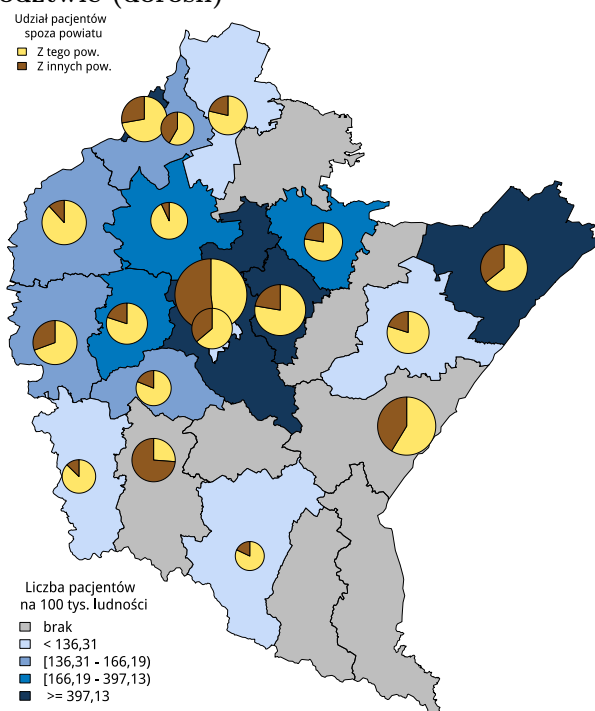 Udział pacjentów
spoza powiatu
Z tego pow.
Z innych pow.
Liczba pacjentów
na 100 tys. ludności
brak
< 136,31
[136,31 - 166,19)
[166,19 - 397,13)
>= 397,13